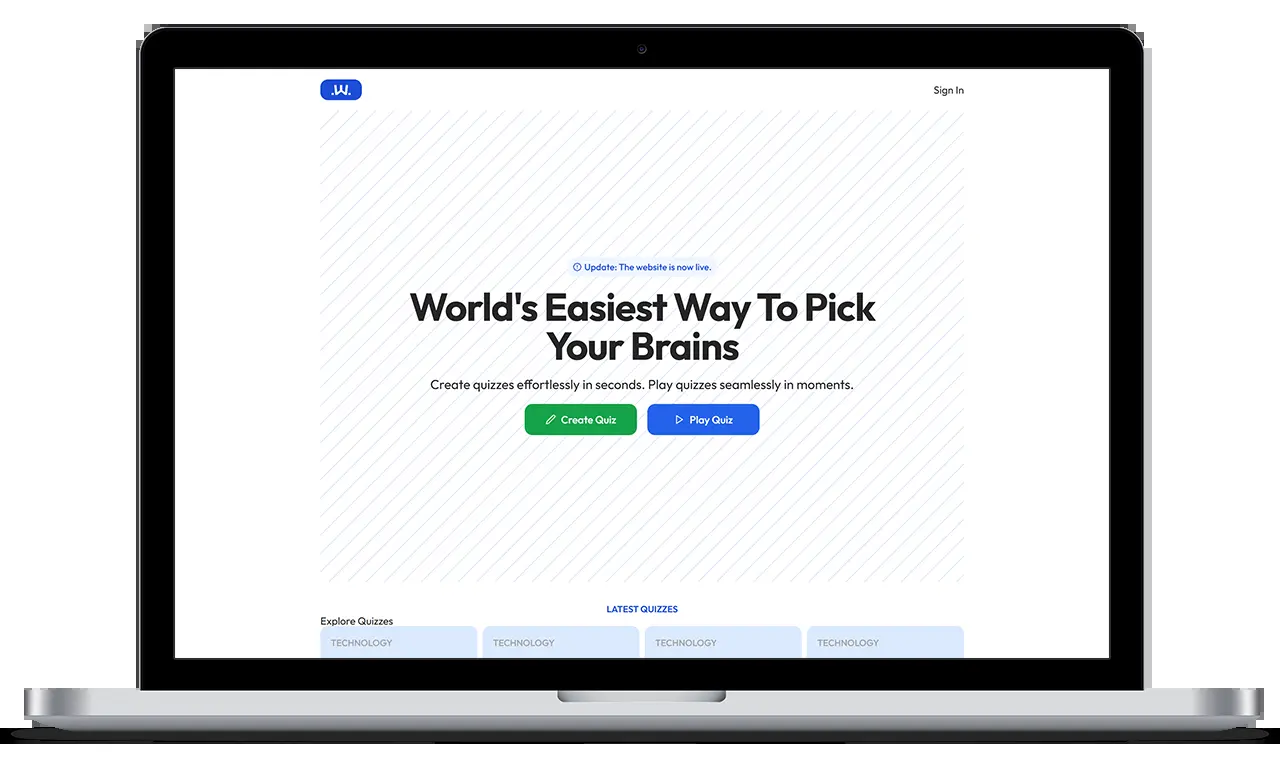 .W.
Sign In
Update: The website is now live.
World's Easiest Way To Pick
Your Brains
Create quizzes effortlessly in seconds. Play quizzes seamlessly in moments.
Create Quiz
Play Quiz
LATEST QUIZZES
Explore Quizzes
TECHNOLOGY
TECHNOLOGY
TECHNOLOGY
TECHNOLOGY